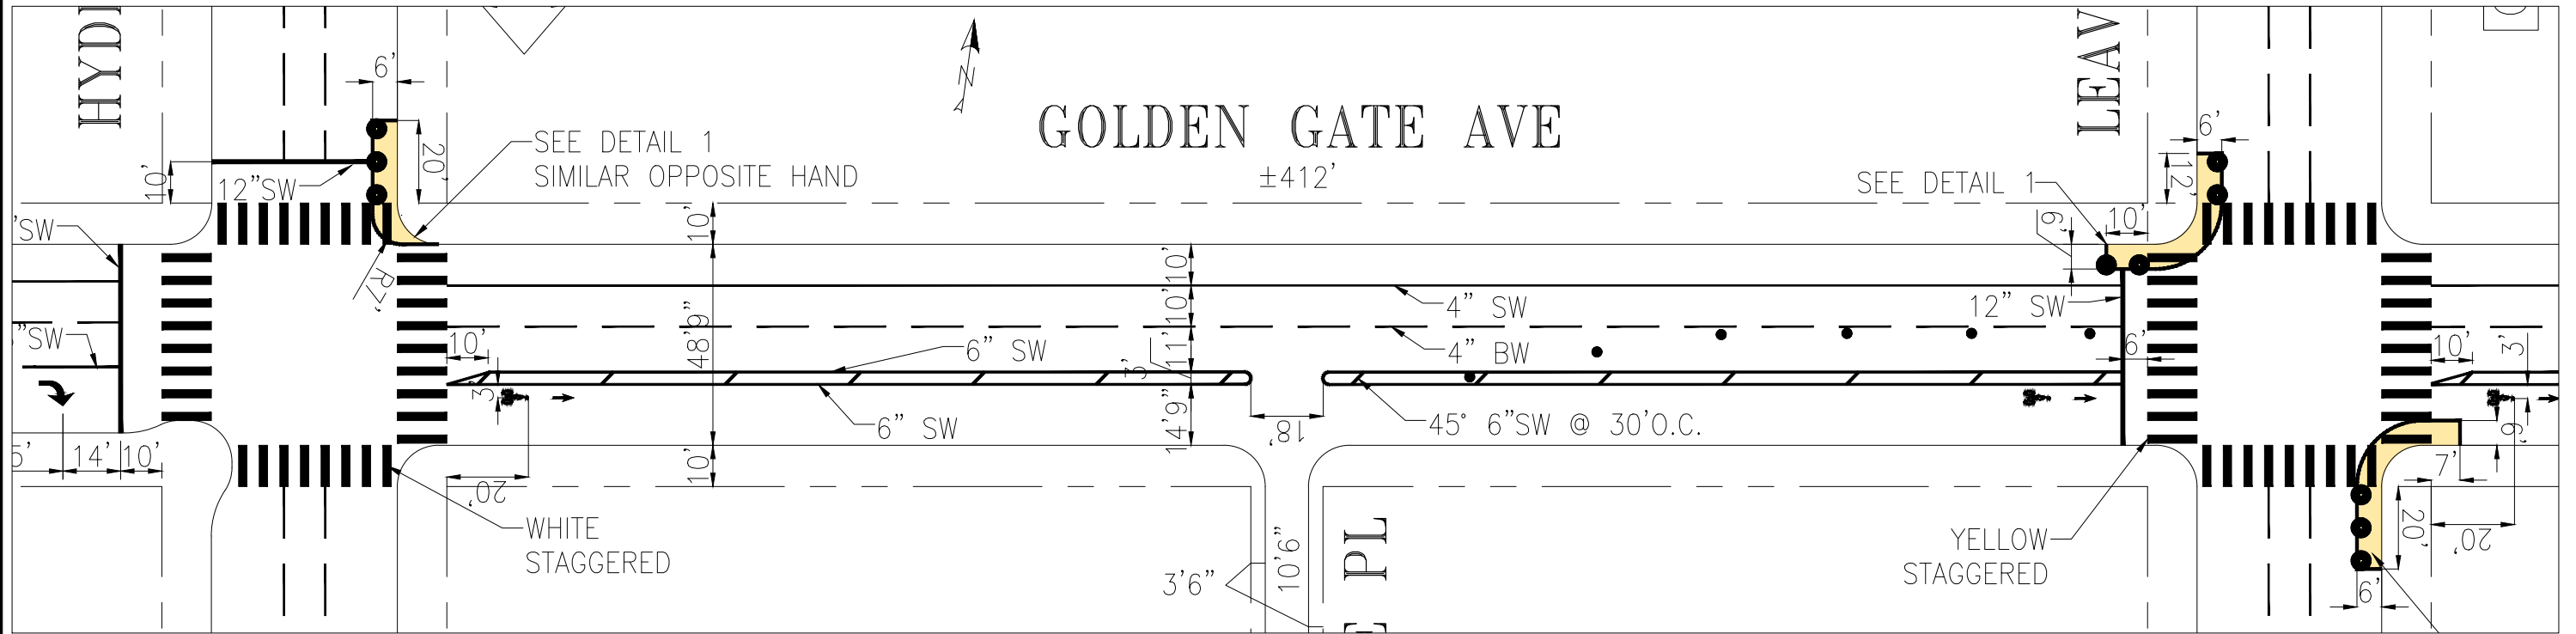 HYD
6'
SEE DETAIL 1
SIMILAR OPPOSITE HAND
20'
10'
12"SW
'SW
R7'
N
GOLDEN GATE AVE
±412'
LEAV
6'
12'
SEE DETAIL 1
10'
6'
10'
10'
10'
4" SW
12" SW
"SW
48'9"
11'
4" BW
6'
10'
6" SW
3'
3'
14'9"
6" SW
18'
45° 6"SW @ 30'O.C.
10'
3'
5'
14'
10'
20'
10'
6'
7'
WHITE
STAGGERED
3'6"
10'9"
PL
YELLOW
STAGGERED
20'
20'
6'